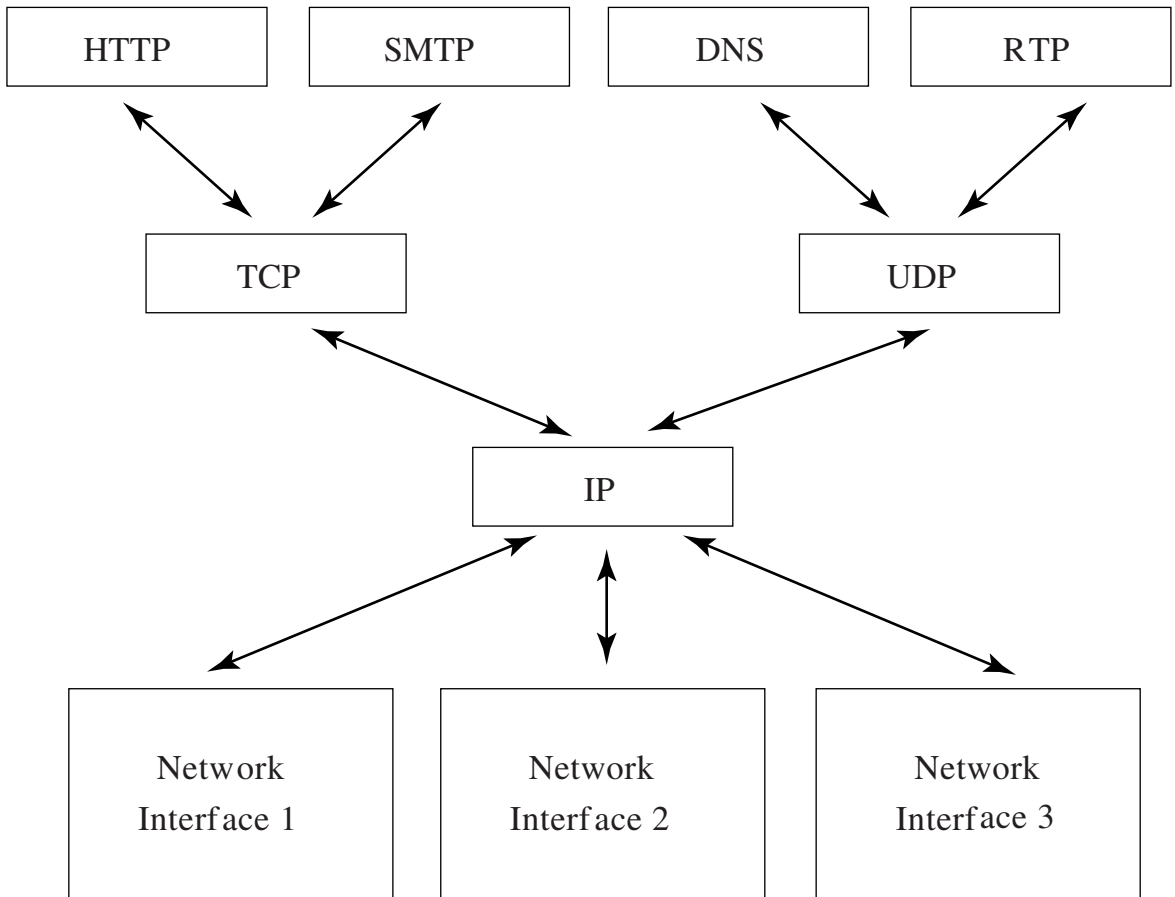 HTTP
SMTP
DNS
RTP
TCP
UDP
IP
Network
Interface 1
Network
Interface 2
Network
Interface 3